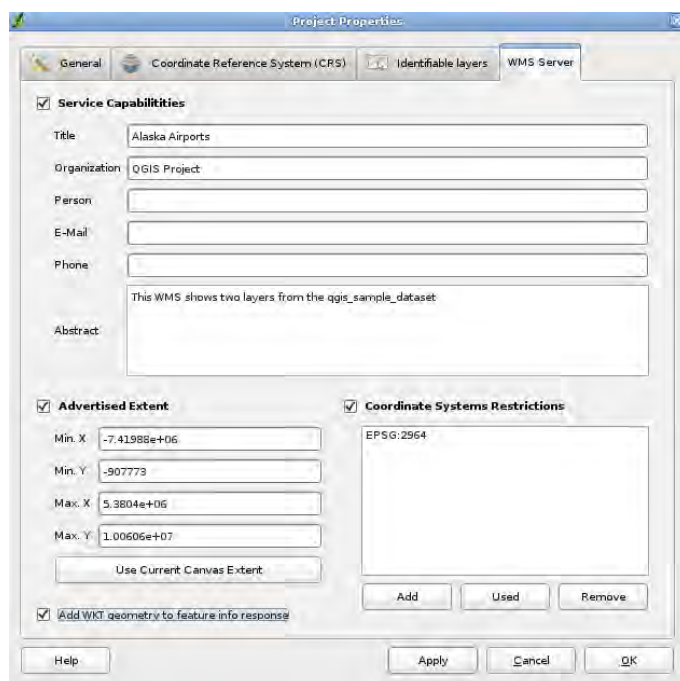 Project Properties
General
Coordinate Reference System (CRS)
Identifiable layers
WMS Server
Service Capabilitities
Title
Alaska Airports
Organization
QGIS Project
Person
E-Mail
Phone
Abstract
This WMS shows two layers from the qgis_sample_dataset
Advertised Extent
Min. X
-7.41988e+06
Min. Y
-907773
Max. X
5.3804e+06
Max. Y
1.00606e+07
Use Current Canvas Extent
Coordinate Systems Restrictions
EPSG:2964
Add
Used
Remove
Add WKT geometry to feature info response
Help
Apply
Cancel
OK